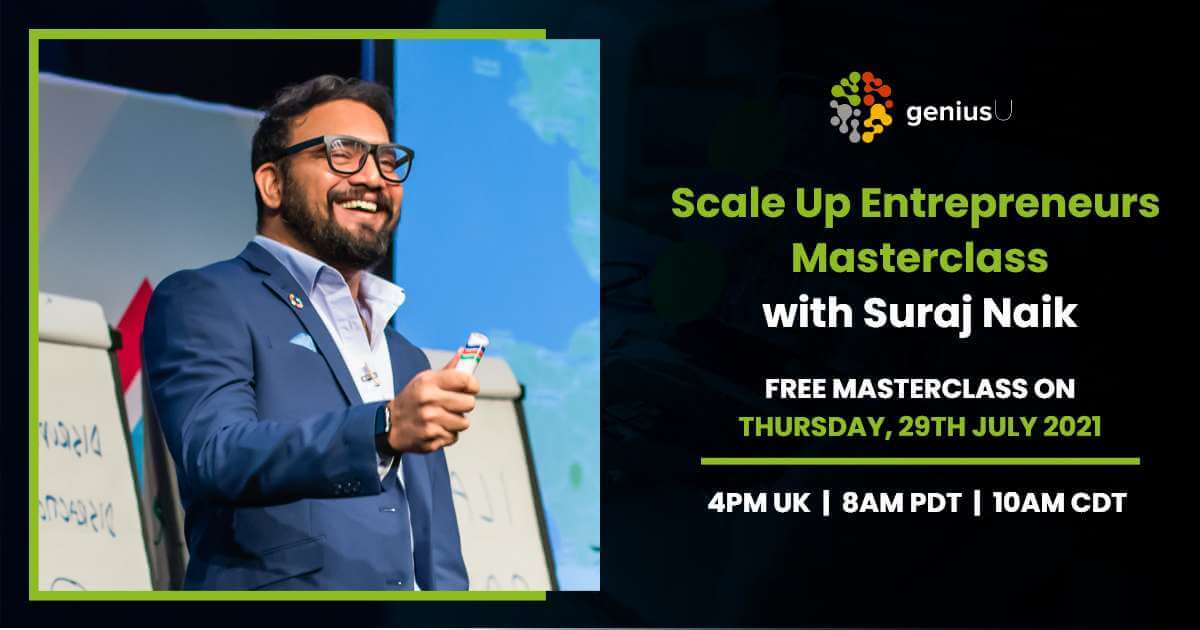 geniusU
Scale Up Entrepreneurs
Masterclass
with Suraj Naik
FREE MASTERCLASS ON
THURSDAY, 29TH JULY 2021
4PM UK | 8AM PDT | 10AM CDT